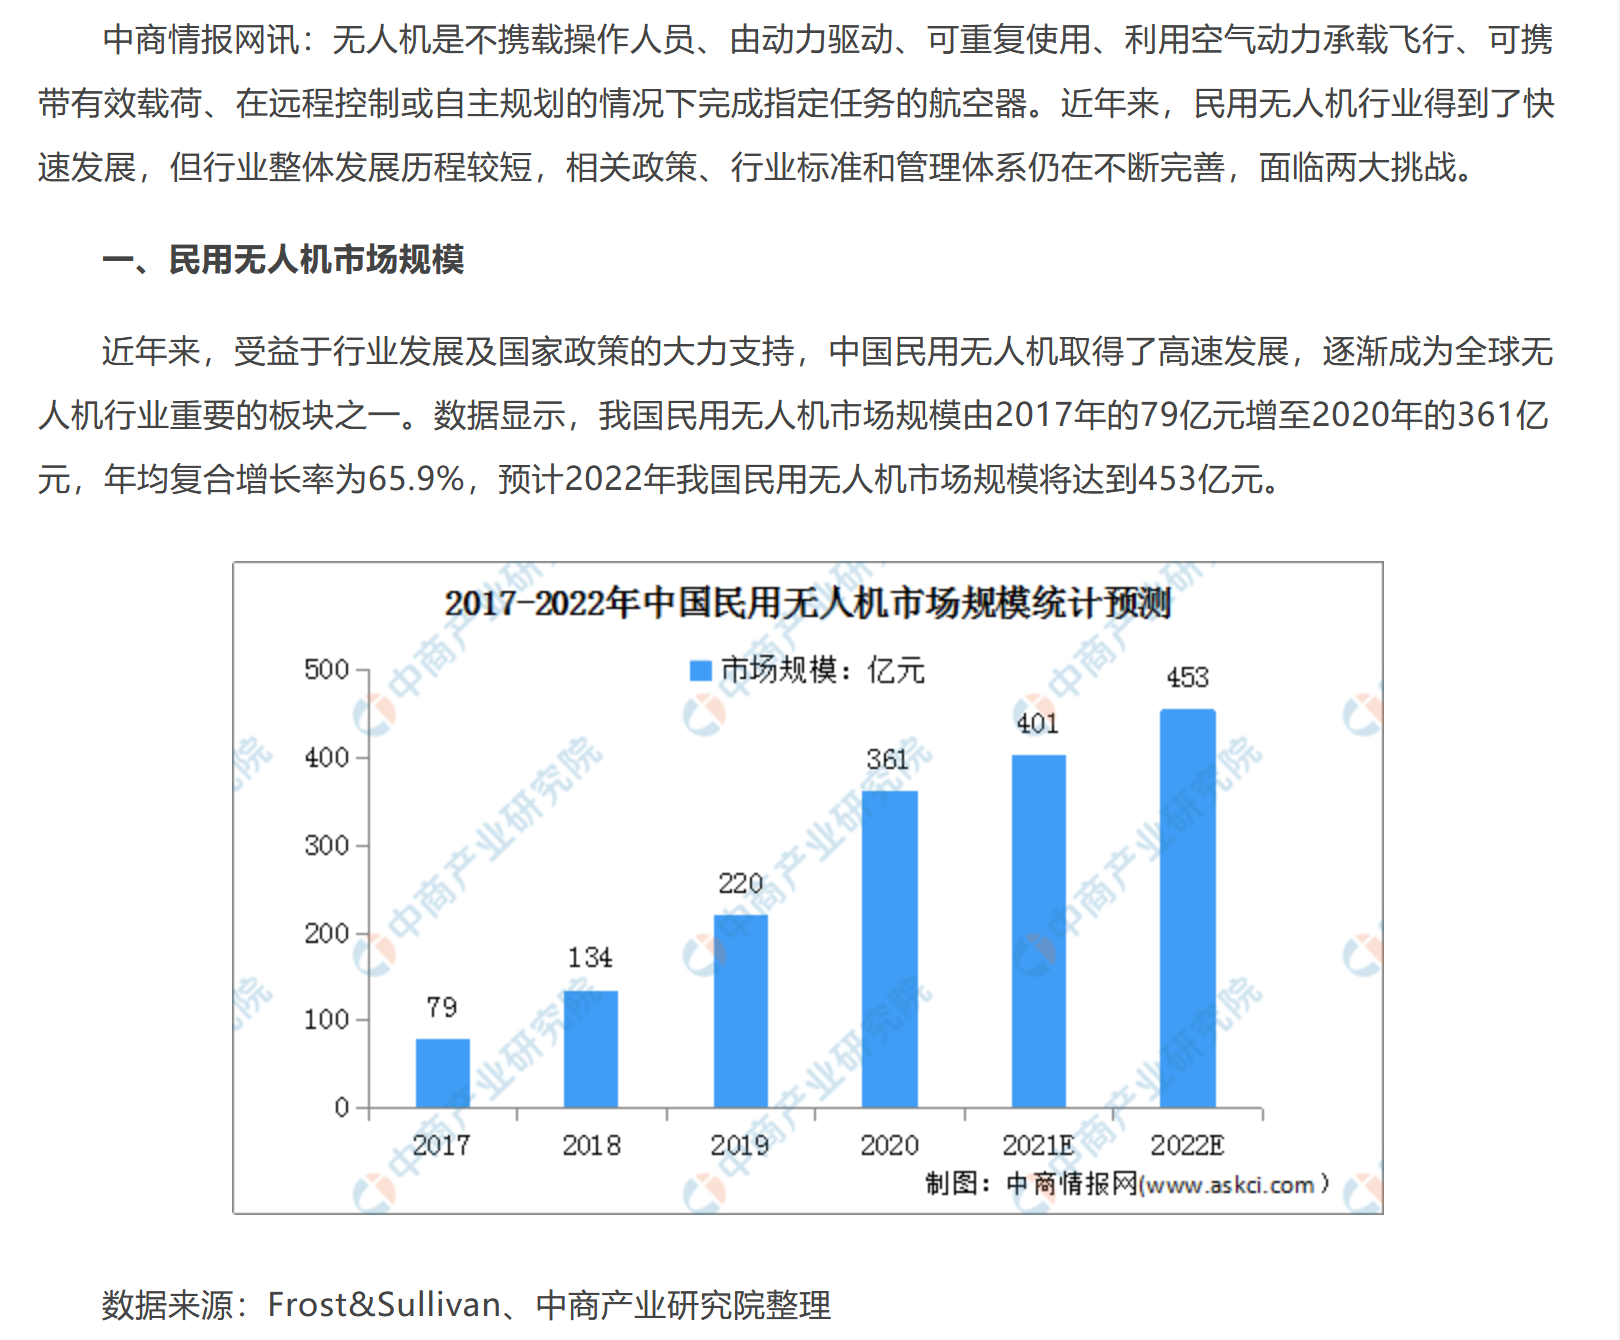 中商情报网讯：无人机是不携载操作人员、由动力驱动、可重复使用、利用空气动力承载飞行、可携
带有效载荷、在远程控制或自主规划的情况下完成指定任务的航空器。近年来，民用无人机行业得到了快
速发展，但行业整体发展历程较短，相关政策、行业标准和管理体系仍在不断完善，面临两大挑战。
一、民用无人机市场规模
近年来，受益于行业发展及国家政策的大力支持，中国民用无人机取得了高速发展，逐渐成为全球无
人机行业重要的板块之一。数据显示，我国民用无人机市场规模由2017年的79亿元增至2020年的361亿
元，年均复合增长率为65.9%，预计2022年我国民用无人机市场规模将达到453亿元。
2017-2022年中国民用无人机市场规模统计预测
市场规模：亿元
500
400
300
200
100
0
79
134
220
361
401
453
2017
2018
2019
2020
2021E
2022E
制图：中商情报网(www.askci.com）
中商产业研究院
数据来源：Frost&Sullivan、中商产业研究院整理